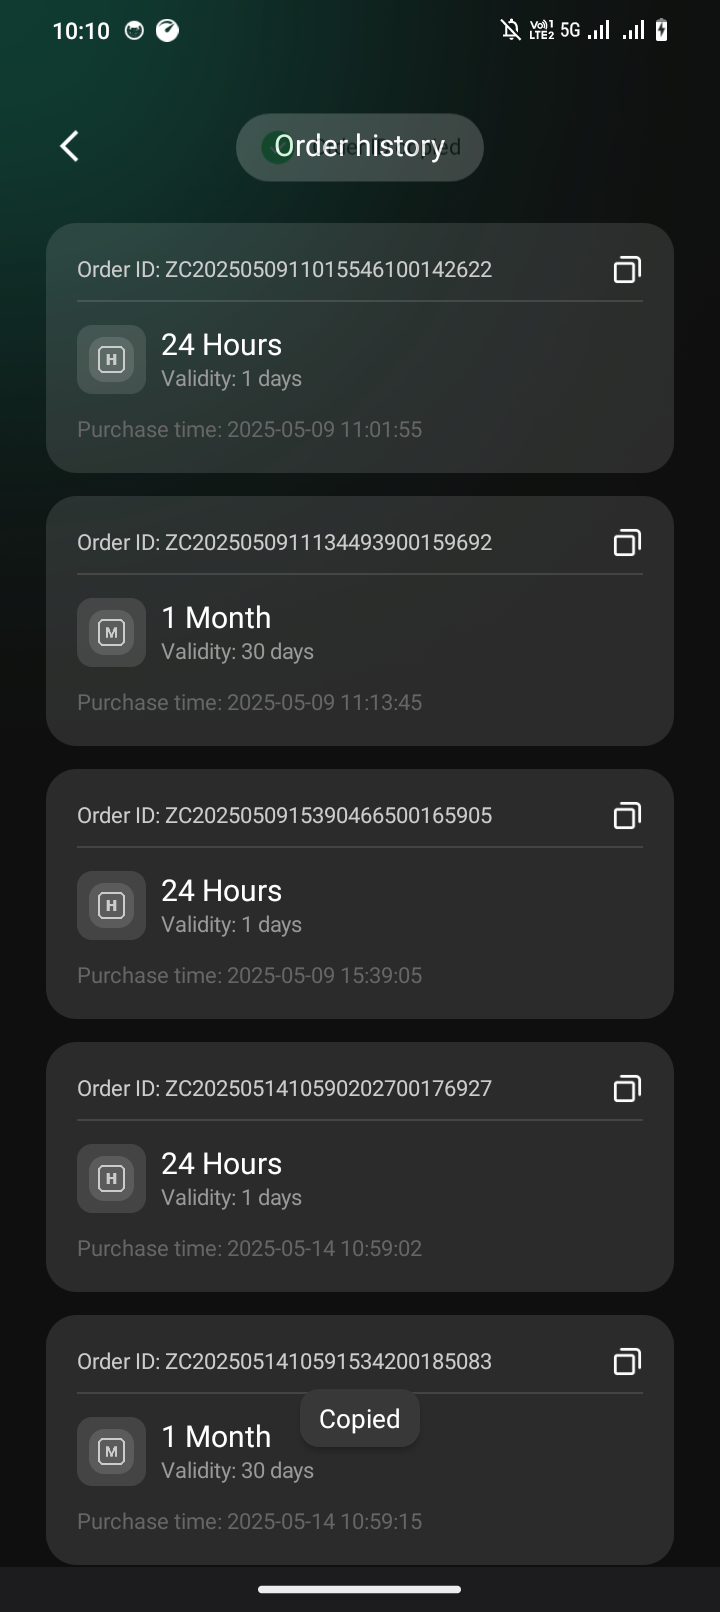 10:10
Vo)) 1
LTE2
5G
Order history
Order ID: ZC2025050911015546100142622
H
24 Hours
Validity: 1 days
Purchase time: 2025-05-09 11:01:55
Order ID: ZC2025050911134493900159692
M
1 Month
Validity: 30 days
Purchase time: 2025-05-09 11:13:45
Order ID: ZC2025050915390466500165905
H
24 Hours
Validity: 1 days
Purchase time: 2025-05-09 15:39:05
Order ID: ZC2025051410590202700176927
H
24 Hours
Validity: 1 days
Purchase time: 2025-05-14 10:59:02
Order ID: ZC2025051410591534200185083
Copied
M
1 Month
Validity: 30 days
Purchase time: 2025-05-14 10:59:15